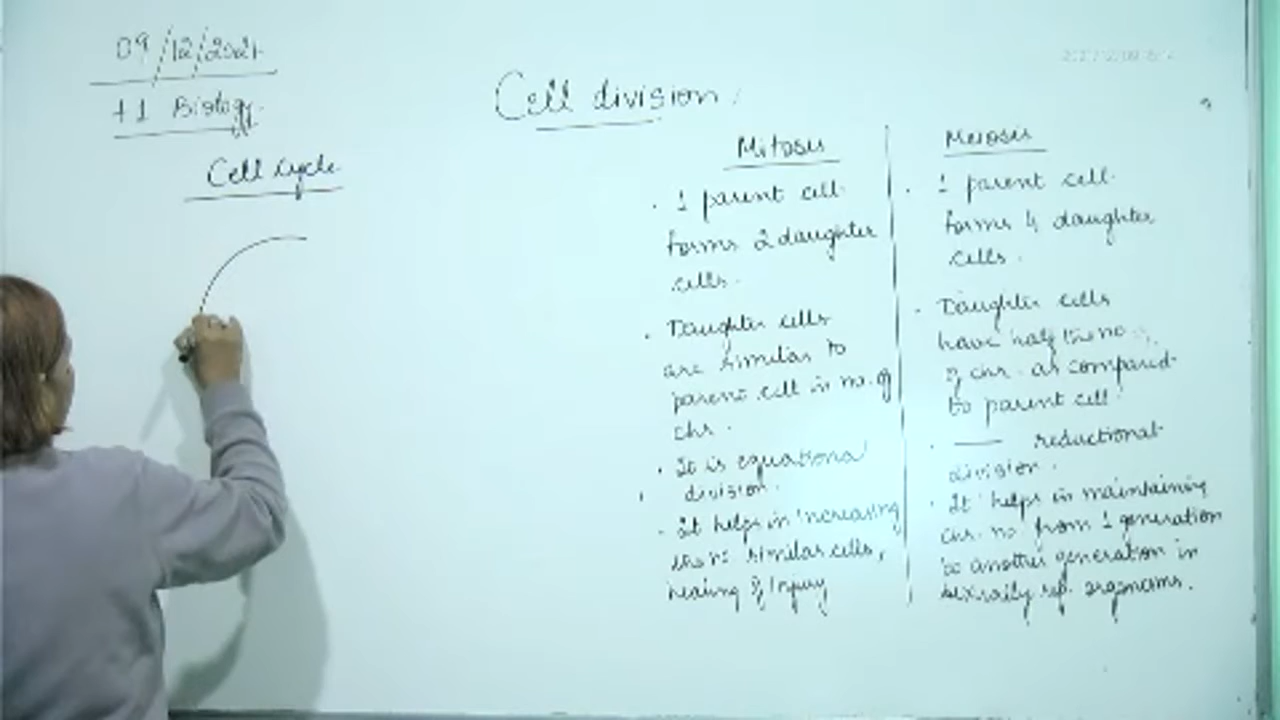 09/12/2021
+1 Biology
Cell Cycle
Cell division:
Mitosis
. 1 parent cell
forms 2 daughter
cells.
. Daughter cells
are similar to
parent cell in no. of
chr.
. It is equational
division.
. It helps in increasing
the no similar cells,
healing of Injury
Meiosis
. 1 parent cell
forms 4 daughter
cells.
. Daughter cells
have half the no
of chr. as compared
to parent cell
. — reductional
division.
. It helps in maintaining
chr. no from 1 generation
to another generation in
sexually rep. organisms.